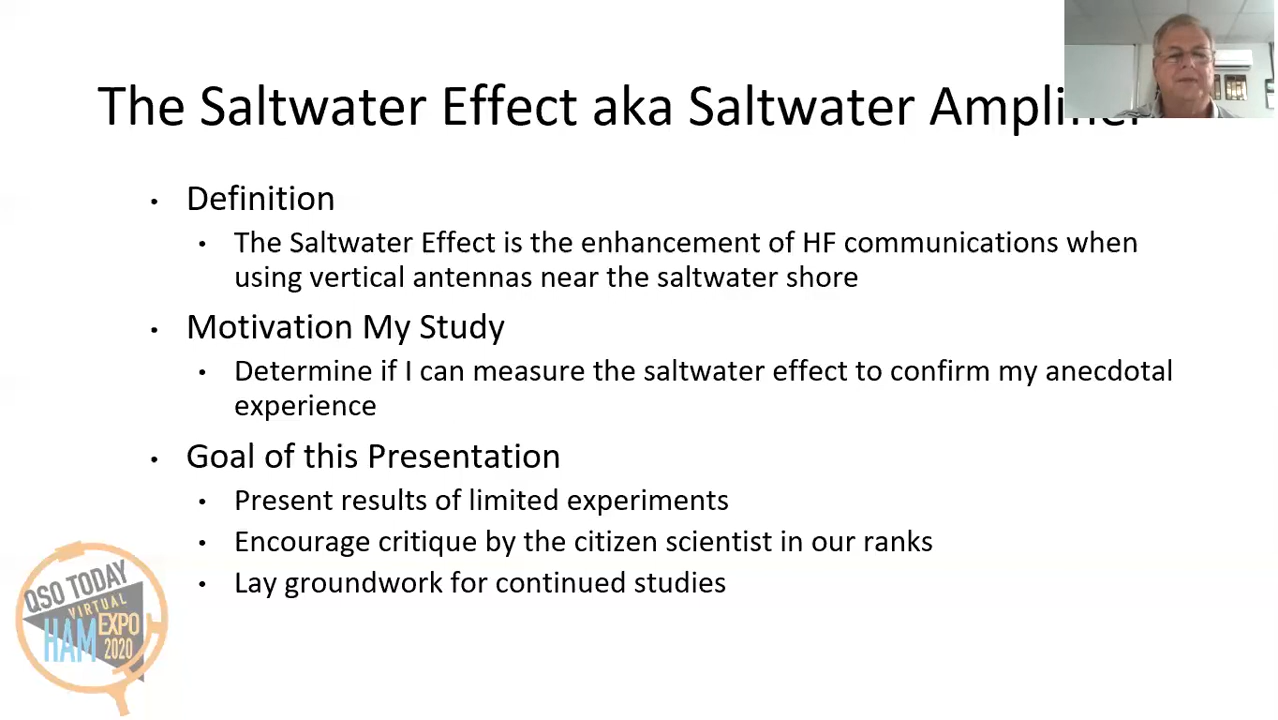 The Saltwater Effect aka Saltwater Amplifier
• Definition
• The Saltwater Effect is the enhancement of HF communications when
using vertical antennas near the saltwater shore
• Motivation My Study
• Determine if I can measure the saltwater effect to confirm my anecdotal
experience
• Goal of this Presentation
• Present results of limited experiments
• Encourage critique by the citizen scientist in our ranks
• Lay groundwork for continued studies
QSO TODAY
VIRTUAL
HAM EXPO
2020